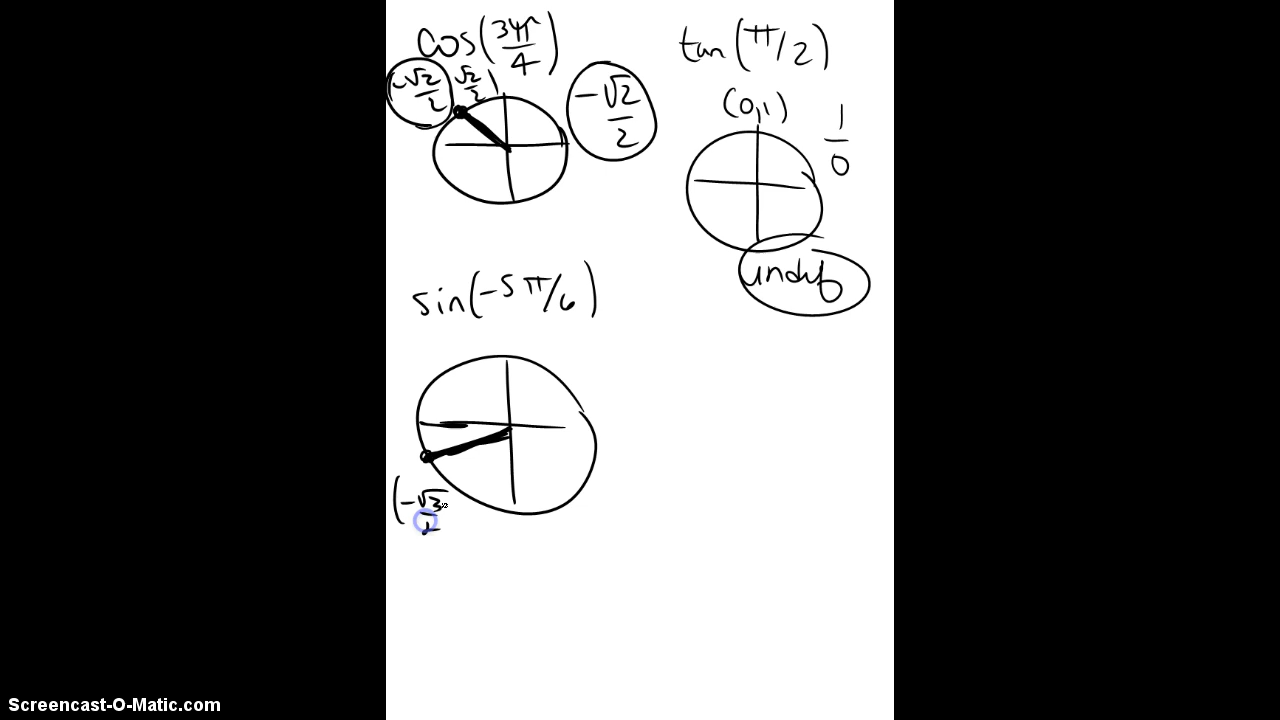 cos(3π/4)
(-√2/2, √2/2)
-√2/2
tan(π/2)
(0,1)
1/0
undef
sin(-5π/6)
(-√3/2,
Screencast-O-Matic.com